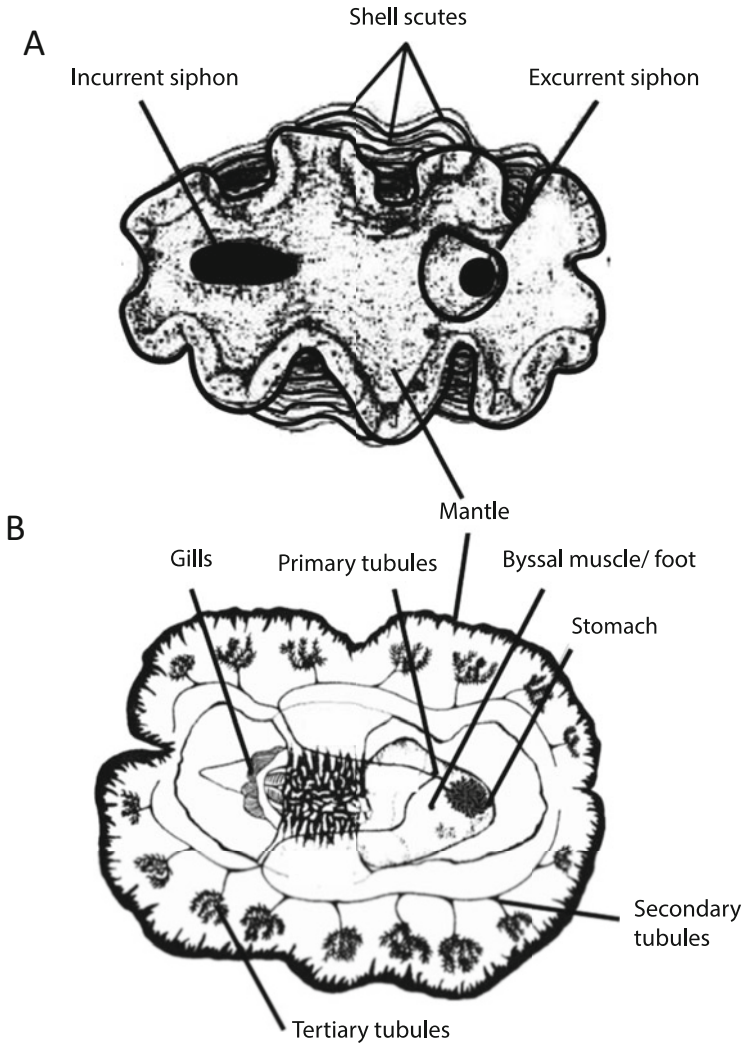 A
Shell scutes
Incurrent siphon
Excurrent siphon
Mantle
B
Gills
Primary tubules
Byssal muscle/ foot
Stomach
Secondary
tubules
Tertiary tubules